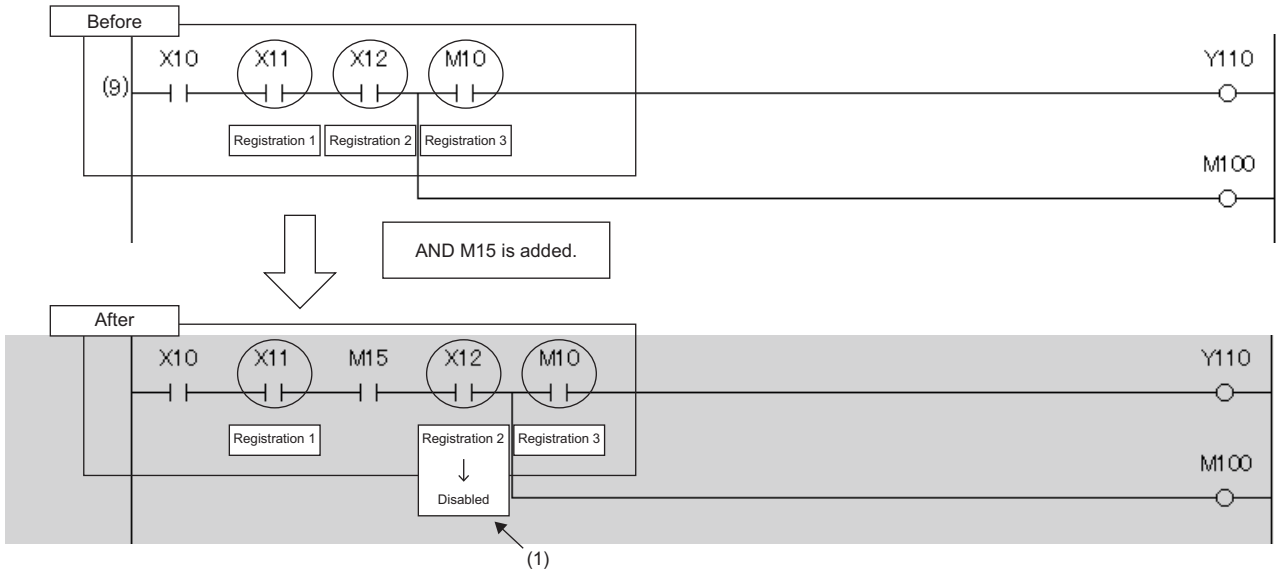 Before
X10 X11 X12 M10 Y110
(9)
Registration 1 Registration 2 Registration 3
M100
AND M15 is added.
After
X10 X11 M15 X12 M10 Y110
Registration 1 Registration 2 Registration 3
↓
M100
Disabled
(1)